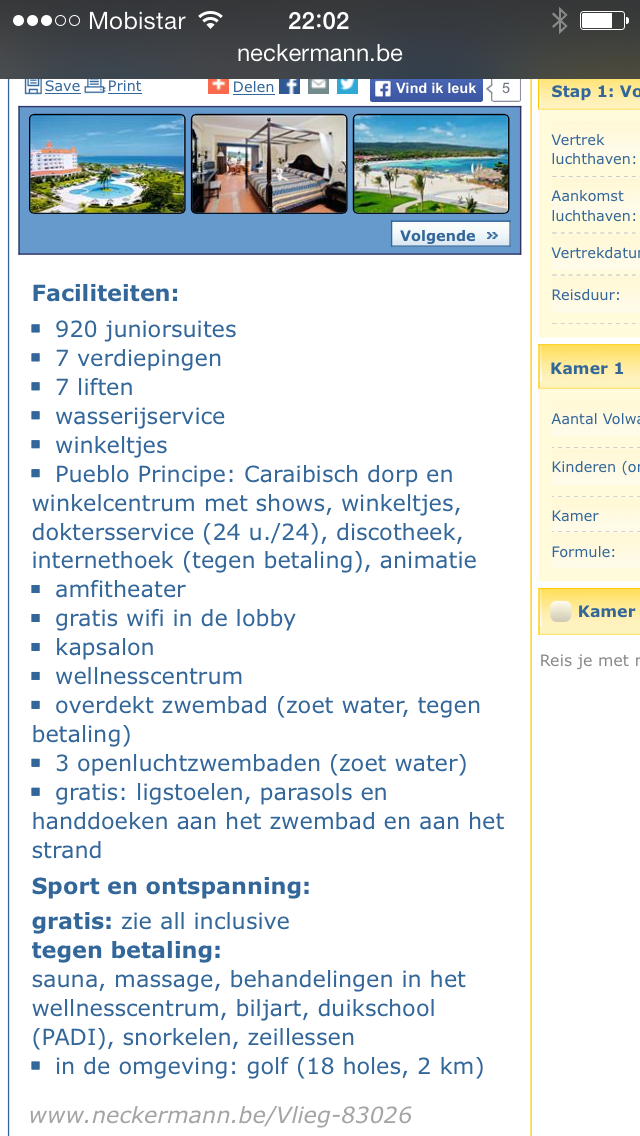 Mobistar 22:02
neckermann.be
Save Print Delen Vind ik leuk 5
Volgende »
Faciliteiten:
▪ 920 juniorsuites
▪ 7 verdiepingen
▪ 7 liften
▪ wasserijservice
▪ winkeltjes
▪ Pueblo Principe: Caraibisch dorp en
winkelcentrum met shows, winkeltjes,
doktersservice (24 u./24), discotheek,
internethoek (tegen betaling), animatie
▪ amfitheater
▪ gratis wifi in de lobby
▪ kapsalon
▪ wellnesscentrum
▪ overdekt zwembad (zoet water, tegen
betaling)
▪ 3 openluchtzwembaden (zoet water)
▪ gratis: ligstoelen, parasols en
handdoeken aan het zwembad en aan het
strand
Sport en ontspanning:
gratis: zie all inclusive
tegen betaling:
sauna, massage, behandelingen in het
wellnesscentrum, biljart, duikschool
(PADI), snorkelen, zeillessen
▪ in de omgeving: golf (18 holes, 2 km)
www.neckermann.be/Vlieg-83026
Stap 1: Vo
Vertrek
luchthaven:
Aankomst
luchthaven:
Vertrekdatu
Reisduur:
Kamer 1
Aantal Volwa
Kinderen (o
Kamer
Formule:
Kamer
Reis je met